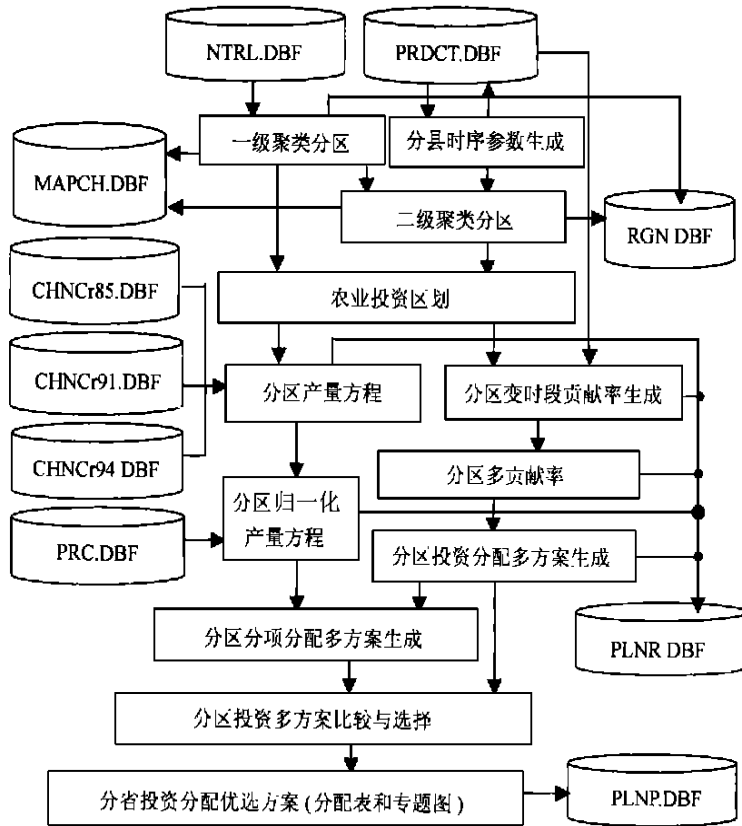 NTRL.DBF
PRDCT.DBF
一级聚类分区
分县时序参数生成
MAPCH.DBF
二级聚类分区
RGN DBF
CHNCr85.DBF
农业投资区划
CHNCr91.DBF
分区产量方程
分区变时段贡献率生成
CHNCr94 DBF
分区多贡献率
分区归一化
产量方程
PRC.DBF
分区投资分配多方案生成
分区分项分配多方案生成
PLNR DBF
分区投资多方案比较与选择
分省投资分配优选方案(分配表和专题图)
PLNP.DBF